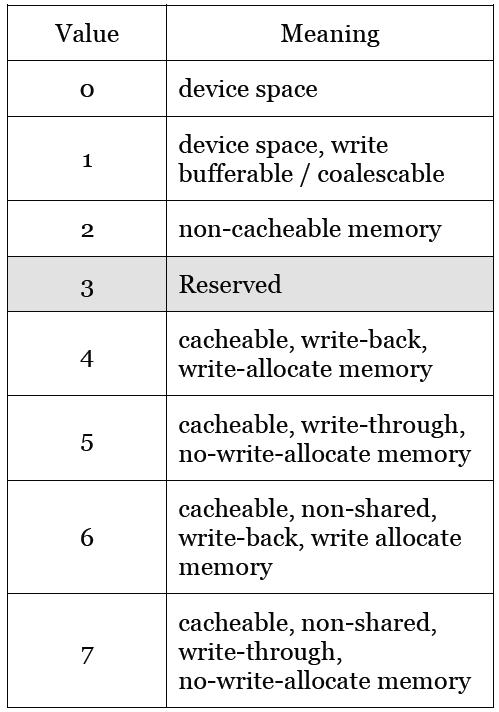 Value Meaning
0 device space
1 device space, write
bufferable / coalescable
2 non-cacheable memory
3 Reserved
4 cacheable, write-back,
write-allocate memory
5 cacheable, write-through,
no-write-allocate memory
6 cacheable, non-shared,
write-back, write allocate
memory
7 cacheable, non-shared,
write-through,
no-write-allocate memory